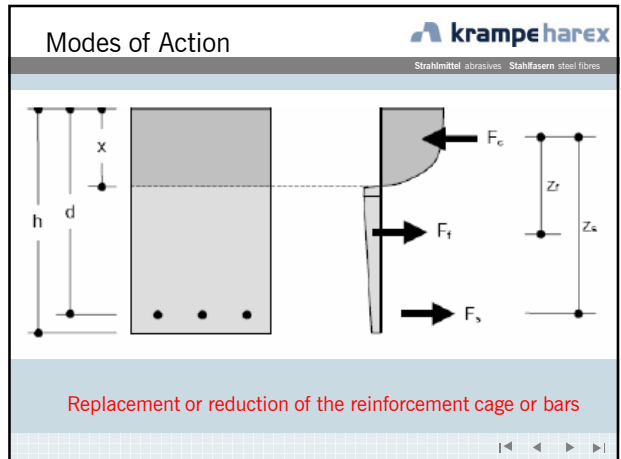 Modes of Action
krampeharex
Strahlmittel abrasives Stahlfasern steel fibres
x
h
d
Fc
Ff
Fs
Zf
Zs
Replacement or reduction of the reinforcement cage or bars